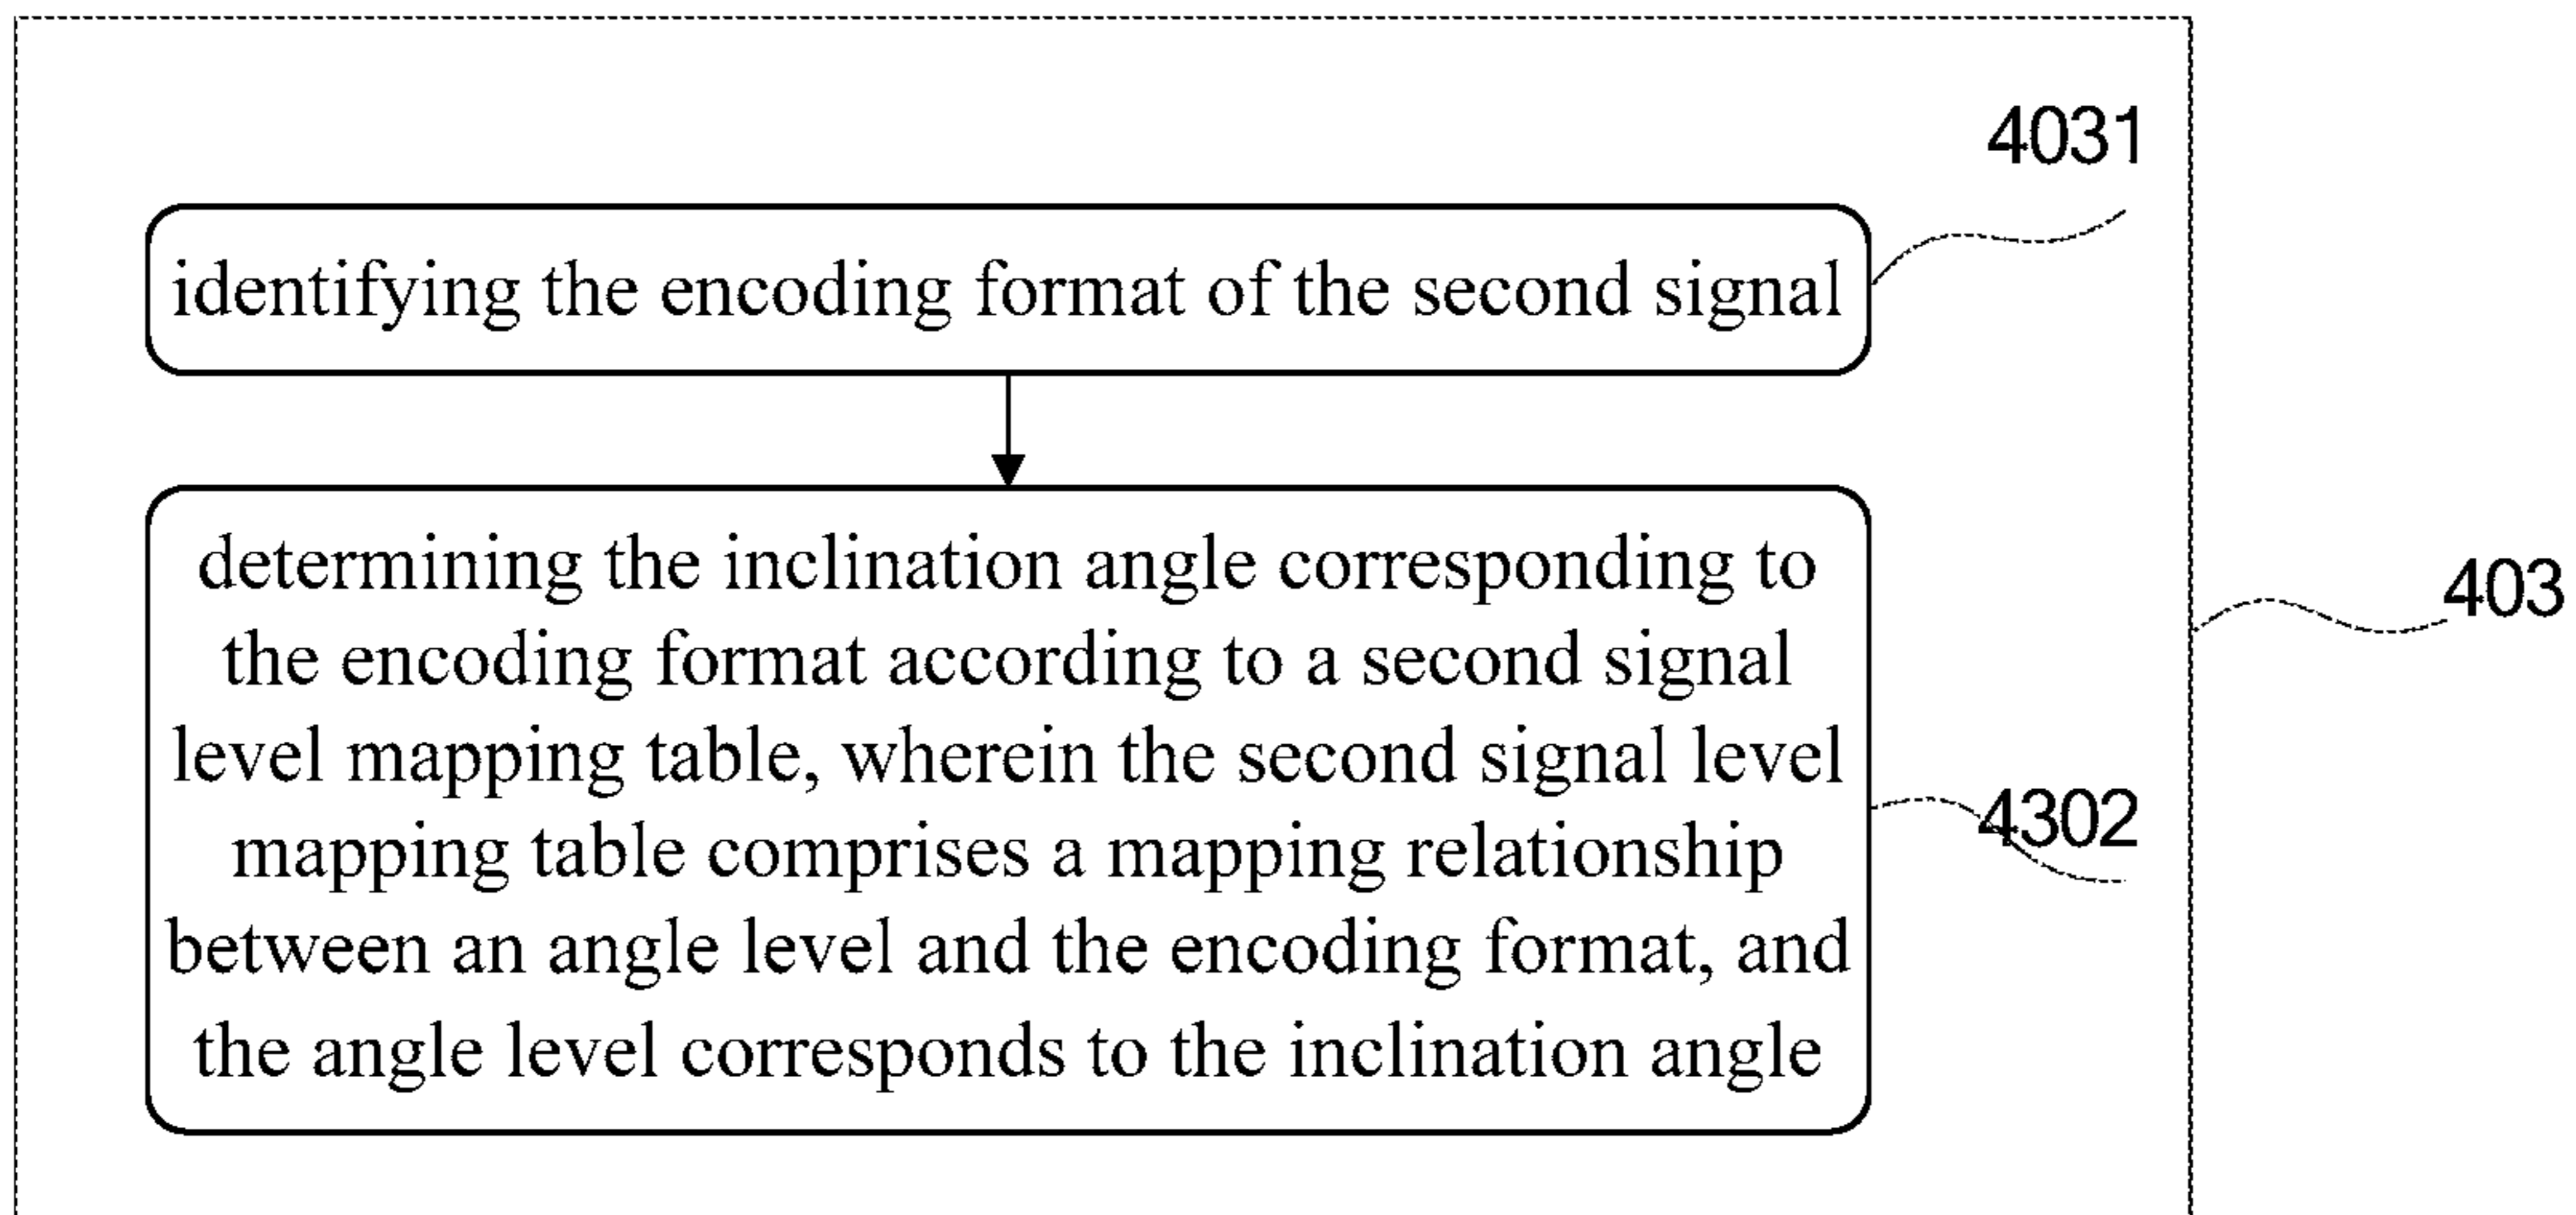 4031
identifying the encoding format of the second signal
determining the inclination angle corresponding to
the encoding format according to a second signal
level mapping table, wherein the second signal level
mapping table comprises a mapping relationship
between an angle level and the encoding format, and
the angle level corresponds to the inclination angle
4302
403